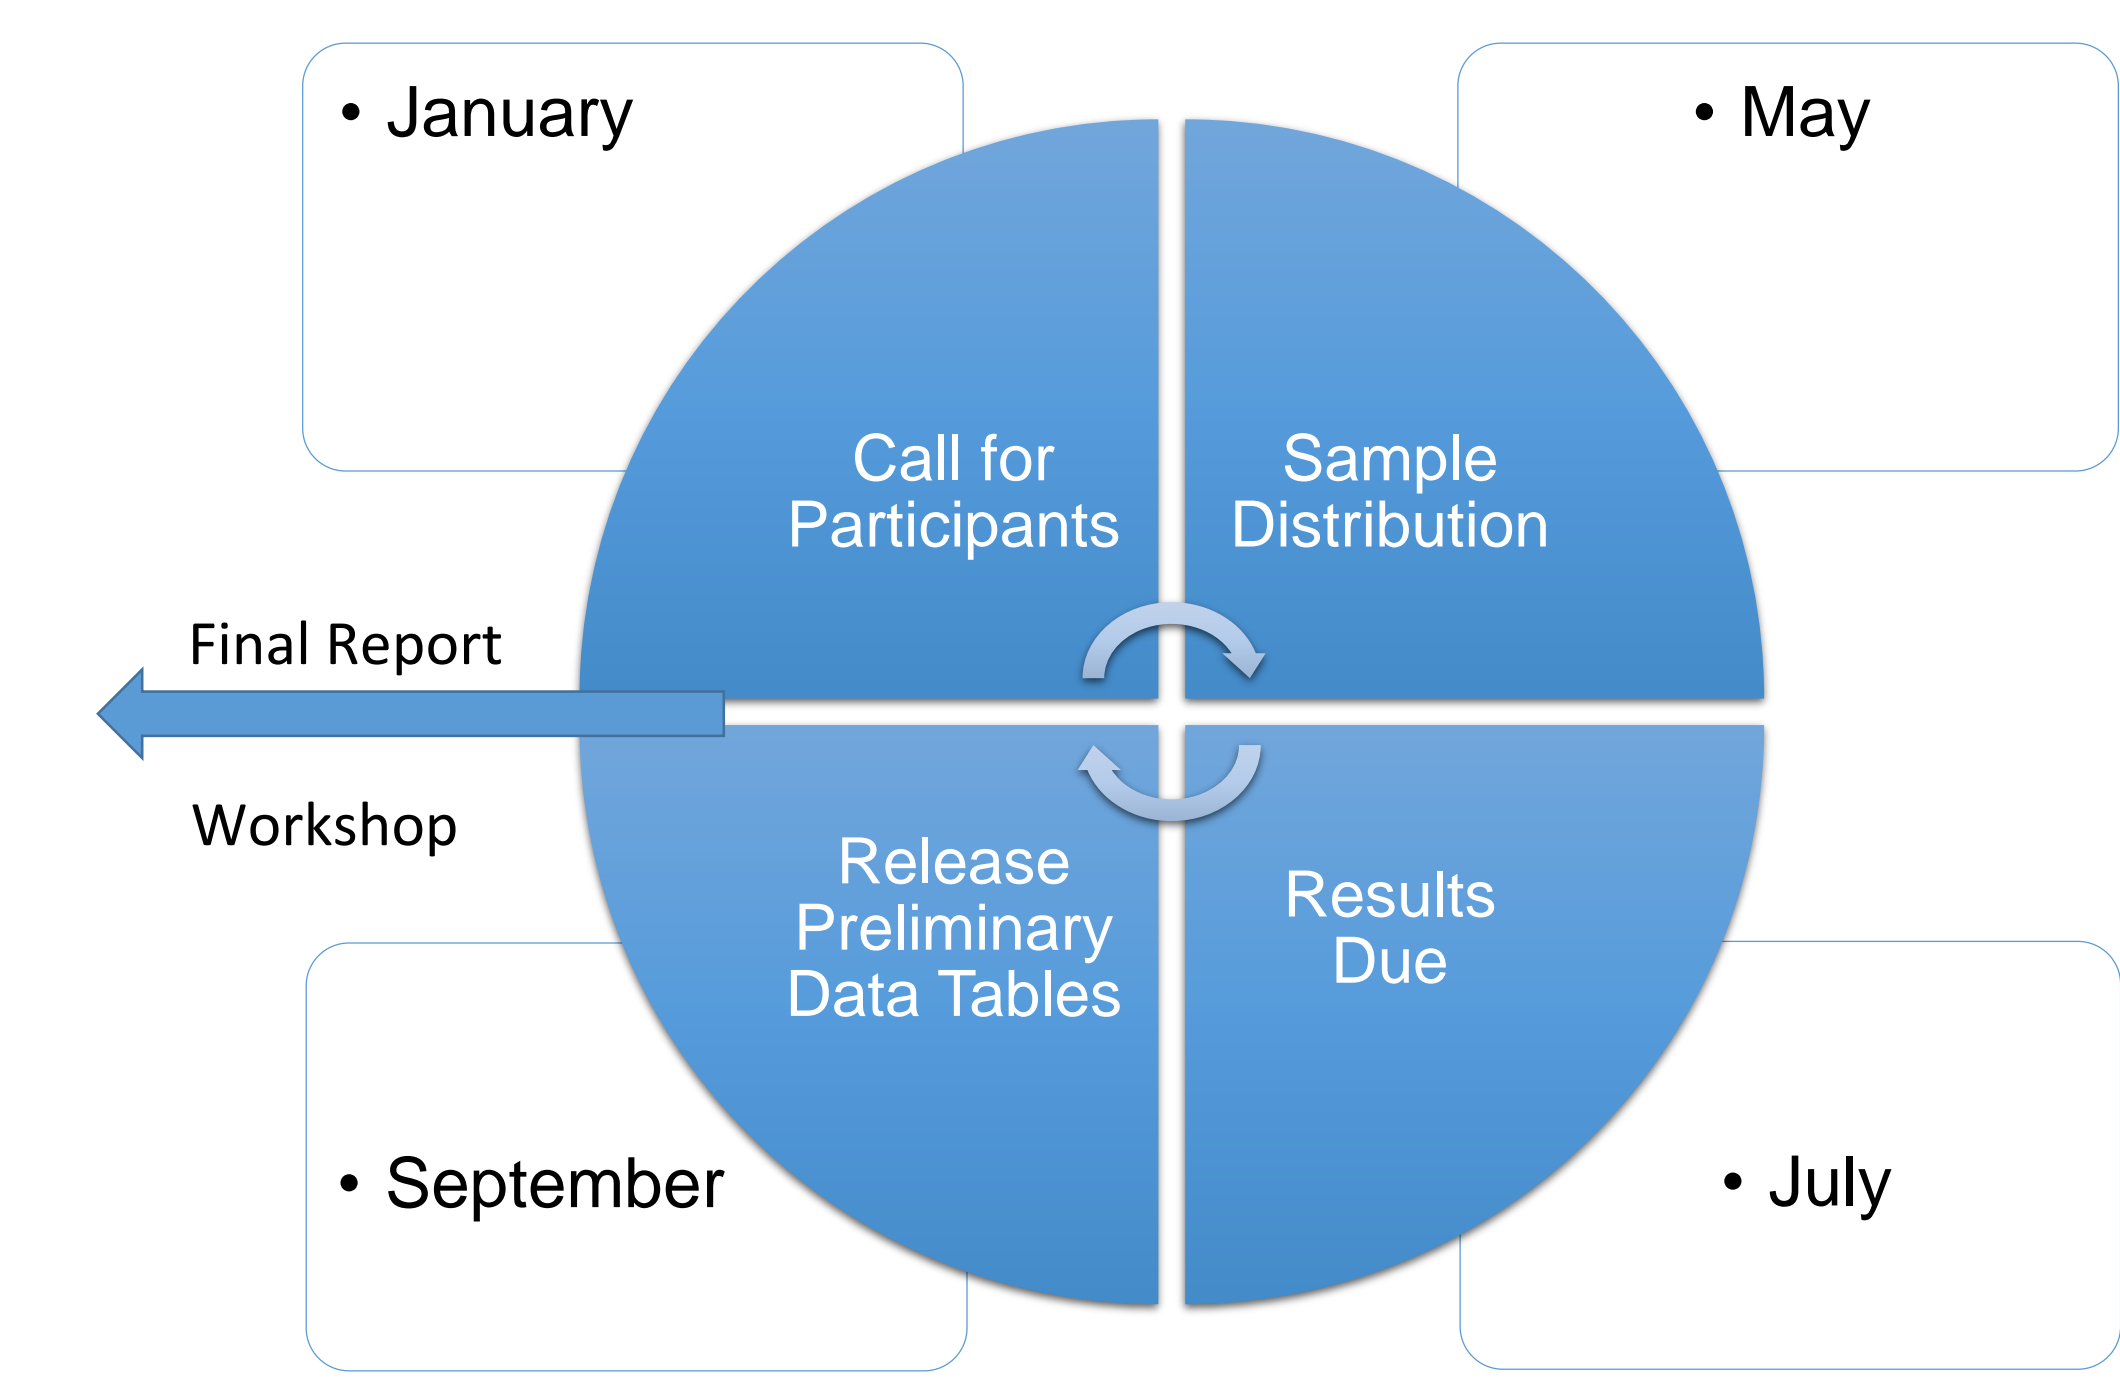 • January
• May
Call for
Participants
Sample
Distribution
Final Report
Workshop
Release
Preliminary
Data Tables
Results
Due
• September
• July